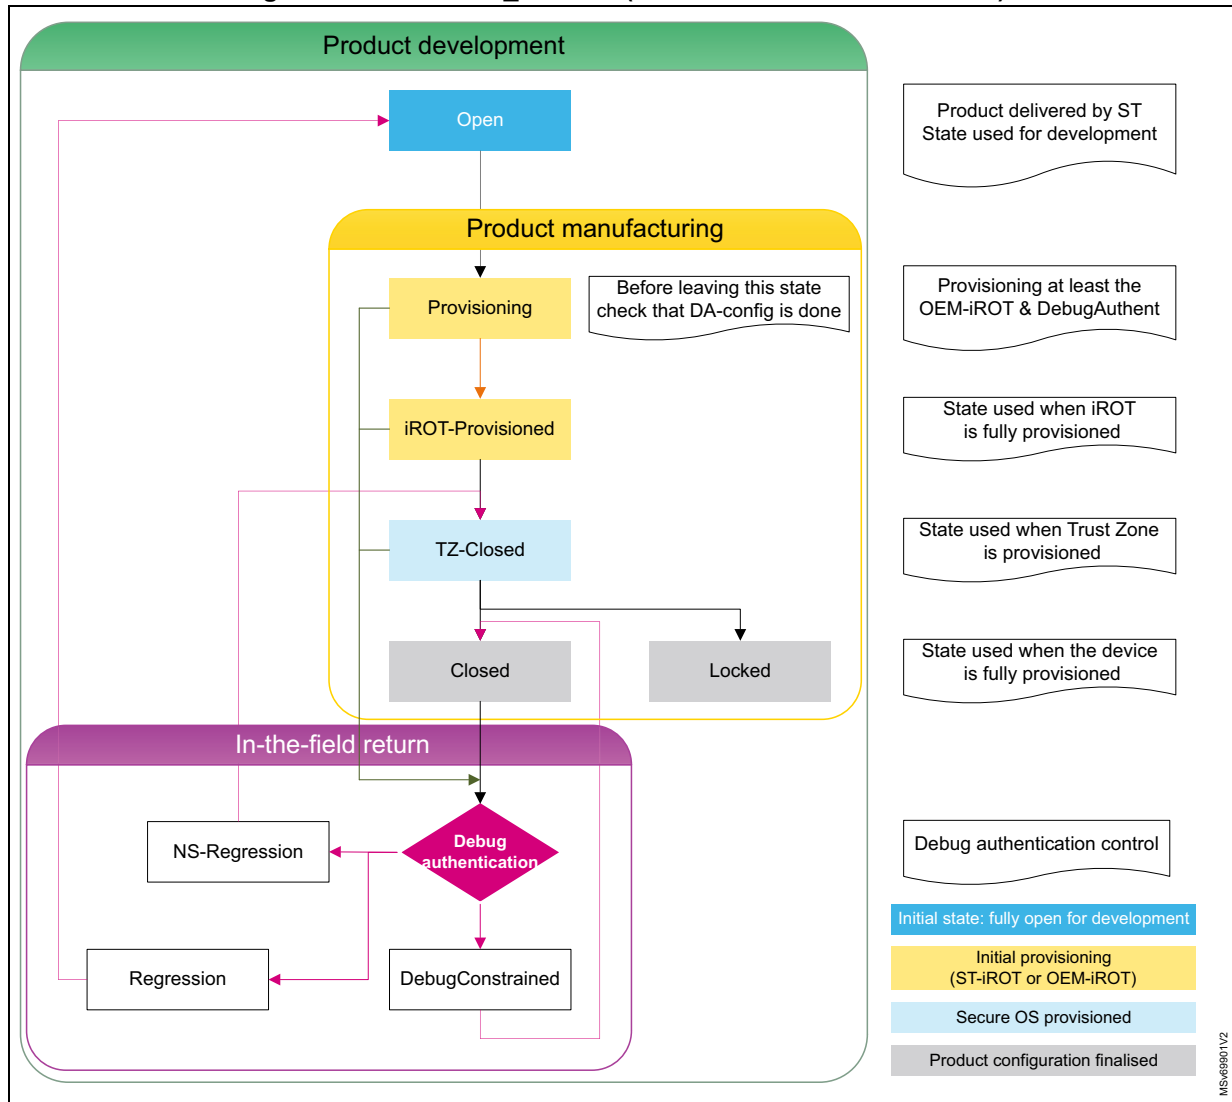 Product development
Open
Product delivered by ST
State used for development
Product manufacturing
Provisioning
Before leaving this state
check that DA-config is done
Provisioning at least the
OEM-iROT & DebugAuthent
iROT-Provisioned
State used when iROT
is fully provisioned
TZ-Closed
State used when Trust Zone
is provisioned
Closed
Locked
State used when the device
is fully provisioned
In-the-field return
NS-Regression
Debug
authentication
Debug authentication control
Regression
DebugConstrained
Initial state: fully open for development
Initial provisioning
(ST-iROT or OEM-iROT)
Secure OS provisioned
Product configuration finalised
MSv69901V2